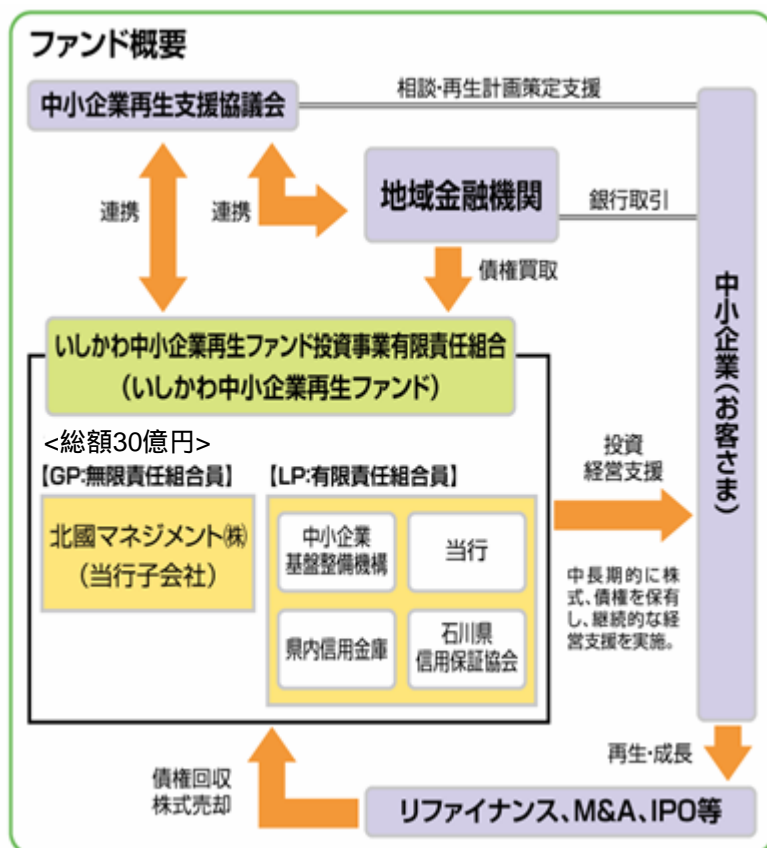 ファンド概要
中小企業再生支援協議会
相談・再生計画策定支援
連携
連携
地域金融機関
銀行取引
債権買取
中小企業（お客さま）
いしかわ中小企業再生ファンド投資事業有限責任組合
（いしかわ中小企業再生ファンド）
<総額30億円>
【GP:無限責任組合員】
【LP:有限責任組合員】
北國マネジメント㈱
（当行子会社）
中小企業
基盤整備機構
当行
県内信用金庫
石川県
信用保証協会
投資
経営支援
中長期的に株
式、債権を保有
し、継続的な経
営支援を実施。
再生・成長
債権回収
株式売却
リファイナンス、M&A、IPO等